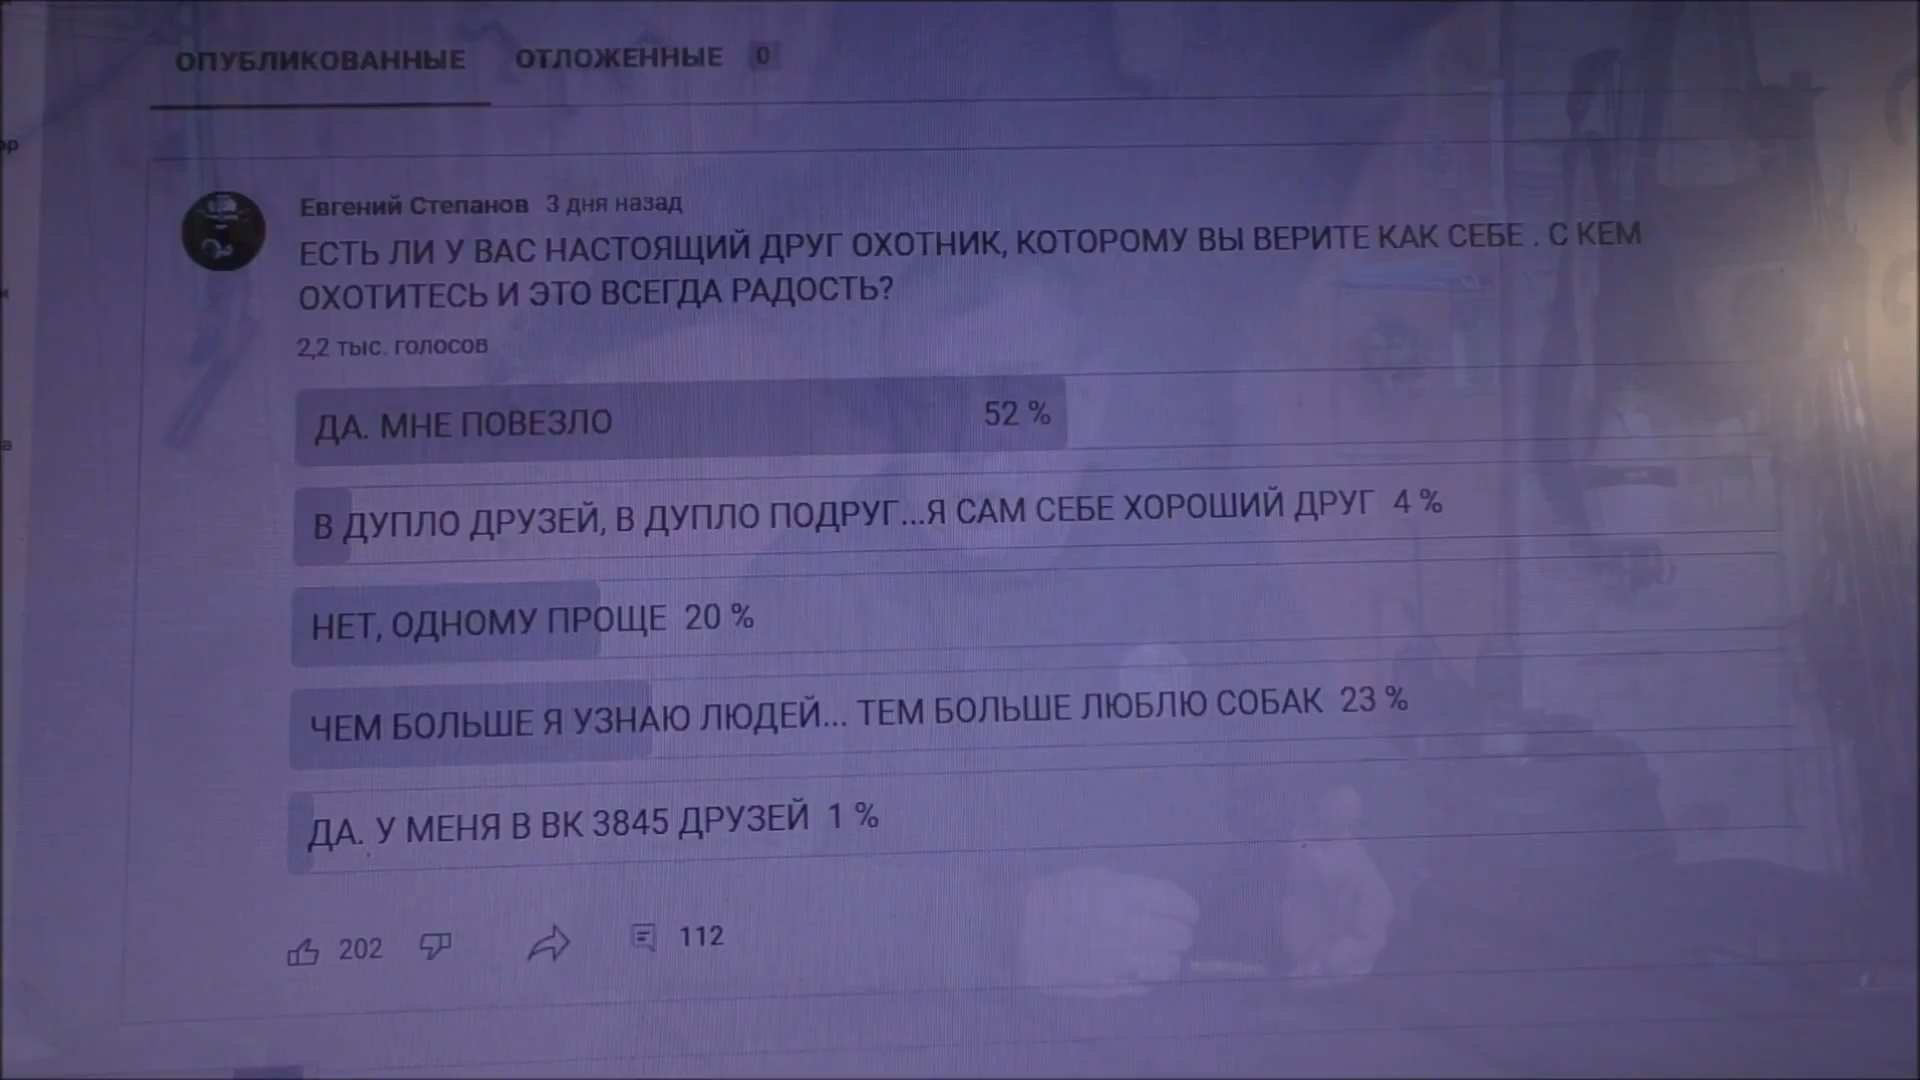 ОПУБЛИКОВАННЫЕ ОТЛОЖЕННЫЕ 0
Евгений Степанов 3 дня назад
ЕСТЬ ЛИ У ВАС НАСТОЯЩИЙ ДРУГ ОХОТНИК, КОТОРОМУ ВЫ ВЕРИТЕ КАК СЕБЕ . С КЕМ
ОХОТИТЕСЬ И ЭТО ВСЕГДА РАДОСТЬ?
2,2 тыс. голосов
ДА. МНЕ ПОВЕЗЛО 52 %
В ДУПЛО ДРУЗЕЙ, В ДУПЛО ПОДРУГ...Я САМ СЕБЕ ХОРОШИЙ ДРУГ 4 %
НЕТ, ОДНОМУ ПРОЩЕ 20 %
ЧЕМ БОЛЬШЕ Я УЗНАЮ ЛЮДЕЙ... ТЕМ БОЛЬШЕ ЛЮБЛЮ СОБАК 23 %
ДА. У МЕНЯ В ВК 3845 ДРУЗЕЙ 1 %
202 112